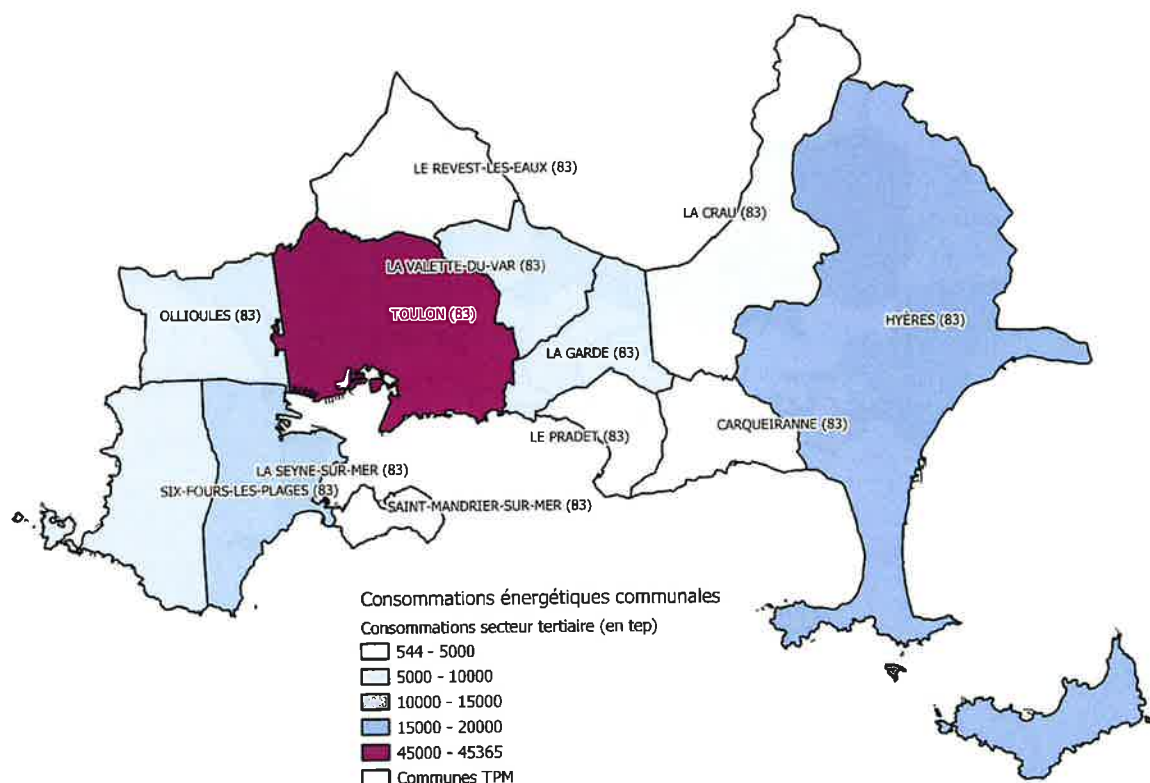 LE REVEST-LES-EAUX (83)
LA CRAU (83)
LA VALETTE-DU-VAR (83)
OLLIOULES (83)
TOULON (83)
HYÈRES (83)
LA GARDE (83)
CARQUEIRANNE (83)
LE PRADET (83)
LA SEYNE-SUR-MER (83)
SIX-FOURS-LES-PLAGES (83)
SAINT-MANDRIER-SUR-MER (83)
Consommations énergétiques communales
Consommations secteur tertiaire (en tep)
544 - 5000
5000 - 10000
10000 - 15000
15000 - 20000
45000 - 45365
Communes TPM